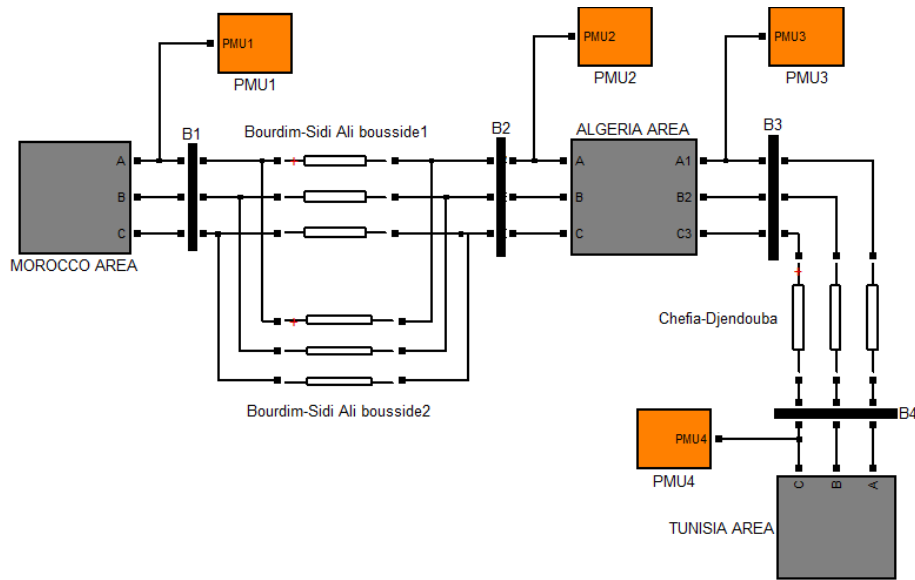 PMU1
PMU1
PMU2
PMU2
PMU3
PMU3
B1
Bourdim-Sidi Ali bousside1
B2
ALGERIA AREA
B3
A
B
C
MOROCCO AREA
A
B
C
A1
B2
C3
Chefia-Djendouba
Bourdim-Sidi Ali bousside2
B4
PMU4
PMU4
C
B
A
TUNISIA AREA